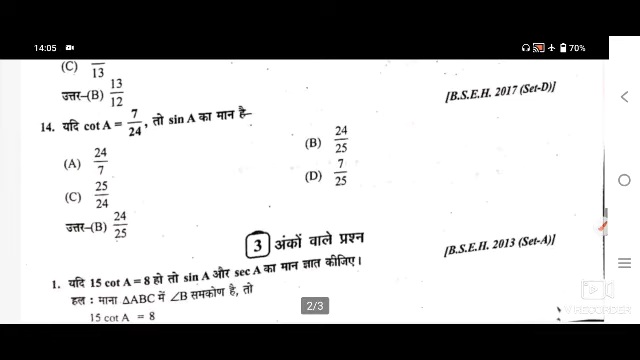 14:05
70%
(C) 13
उत्तर–(B) 13/12
[B.S.E.H. 2017 (Set-D)]
14. यदि cot A = 7/24, तो sin A का मान है–
(A) 24/7
(B) 24/25
(C) 25/24
(D) 7/25
उत्तर–(B) 24/25
3 अंकों वाले प्रश्न
[B.S.E.H. 2013 (Set-A)]
1. यदि 15 cot A = 8 हो तो sin A और sec A का मान ज्ञात कीजिए।
हल : माना ΔABC में ∠B समकोण है, तो
15 cot A = 8
2/3
V RECORDER